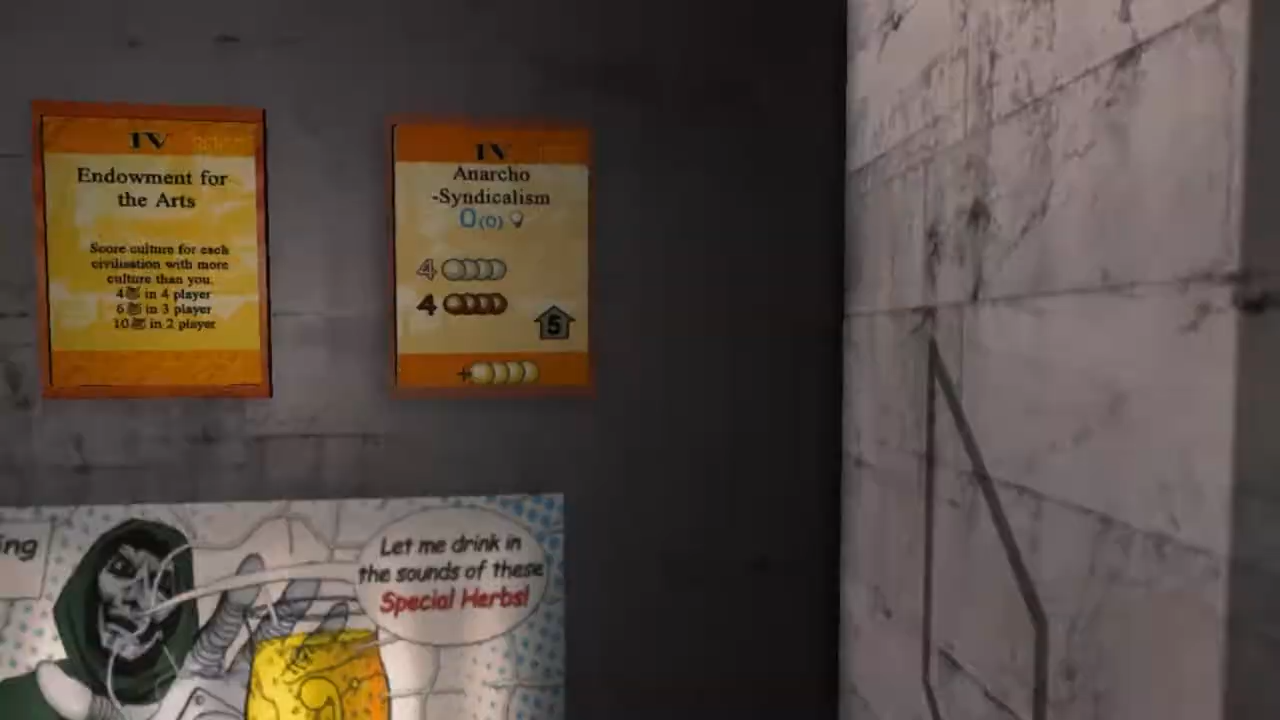 IV
Endowment for
the Arts
Score culture for each
civilisation with more
culture than you.
4 in 4 player
6 in 3 player
10 in 2 player
IV
Anarcho
-Syndicalism
0(0)
4
4
5
+
ing
Let me drink in
the sounds of these
Special Herbs!